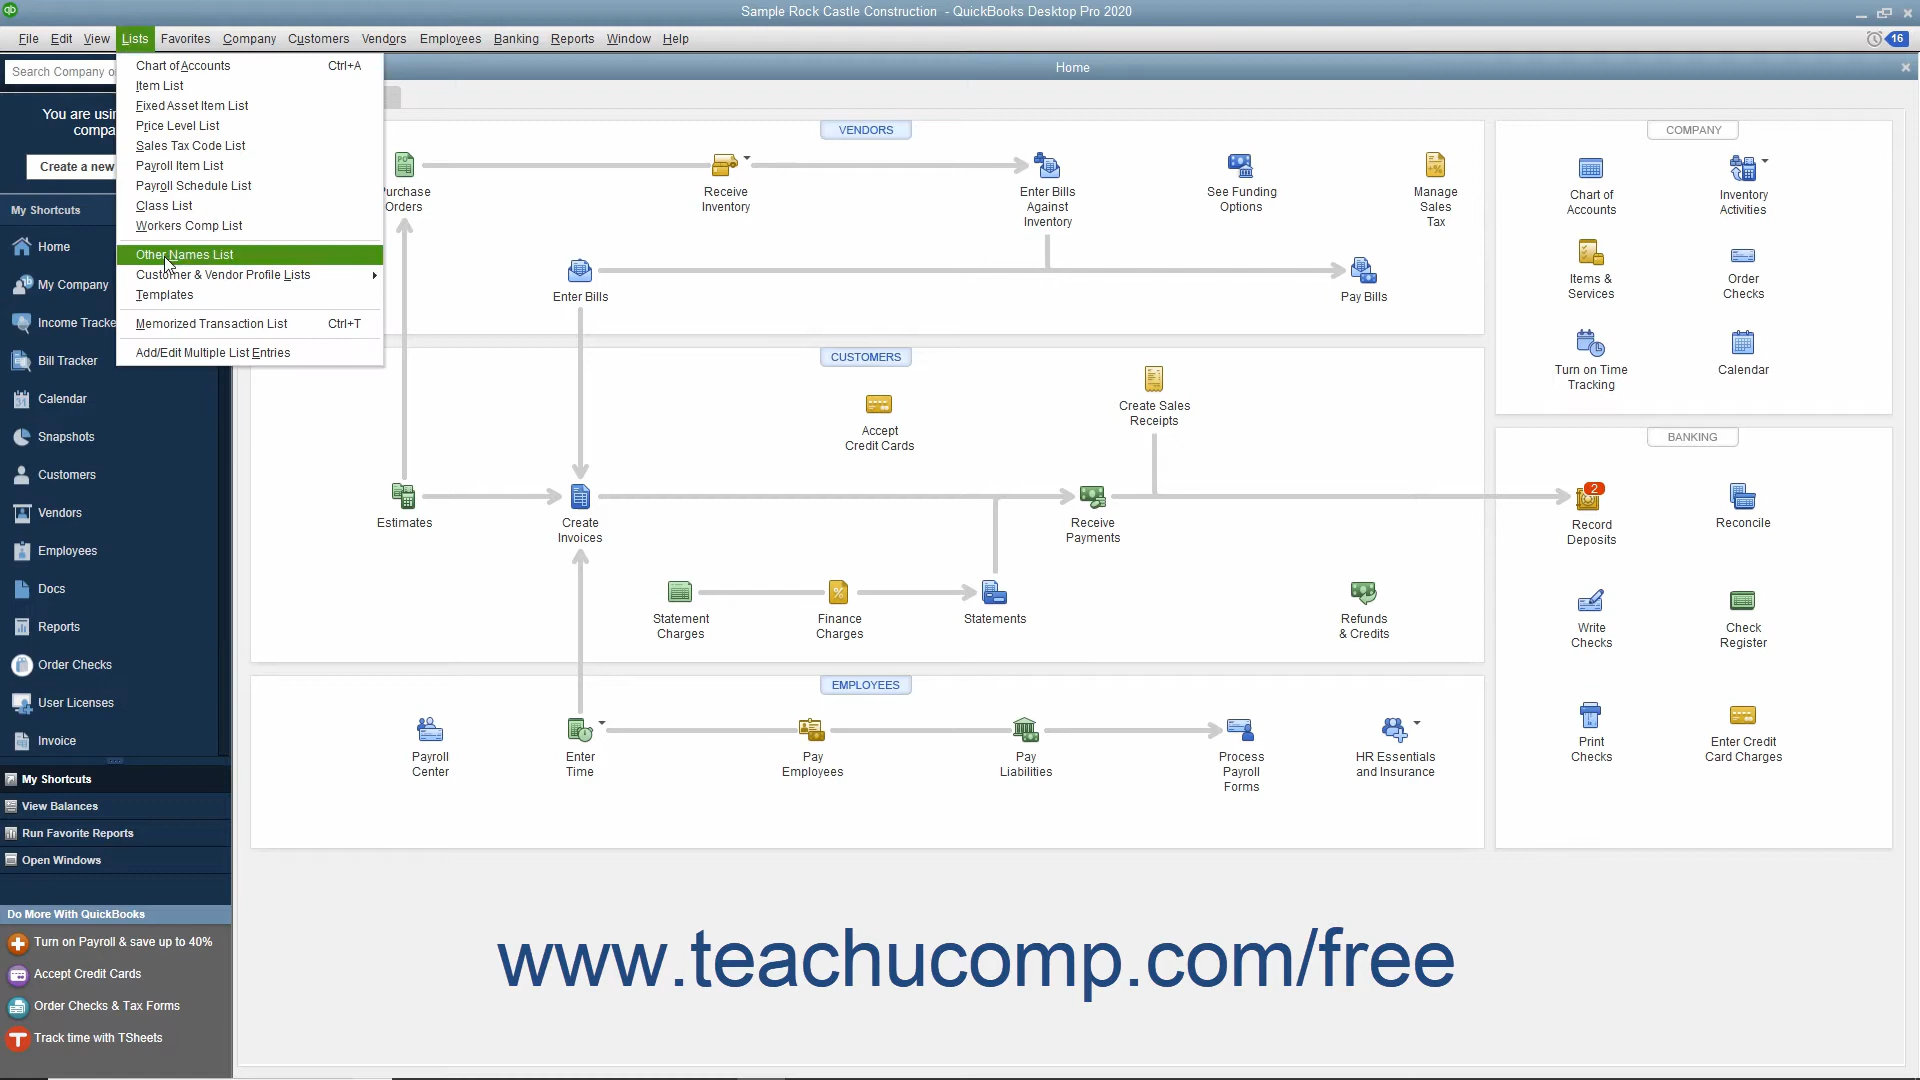 Sample Rock Castle Construction - QuickBooks Desktop Pro 2020
File Edit View Lists Favorites Company Customers Vendors Employees Banking Reports Window Help
16
Search Company o
Home
You are usi
compa
Create a new
Chart of Accounts Ctrl+A
Item List
Fixed Asset Item List
Price Level List
Sales Tax Code List
Payroll Item List
Payroll Schedule List
Class List
Workers Comp List
Other Names List
Customer & Vendor Profile Lists
Templates
Memorized Transaction List Ctrl+T
Add/Edit Multiple List Entries
My Shortcuts
Home
My Company
Income Tracke
Bill Tracker
Calendar
Snapshots
Customers
Vendors
Employees
Docs
Reports
Order Checks
User Licenses
Invoice
My Shortcuts
View Balances
Run Favorite Reports
Open Windows
Do More With QuickBooks
Turn on Payroll & save up to 40%
Accept Credit Cards
Order Checks & Tax Forms
Track time with TSheets
VENDORS
urchase
Orders
Receive
Inventory
Enter Bills
Against
Inventory
See Funding
Options
Manage
Sales
Tax
Enter Bills
Pay Bills
CUSTOMERS
Accept
Credit Cards
Create Sales
Receipts
Estimates
Create
Invoices
Receive
Payments
Statement
Charges
Finance
Charges
Statements
Refunds
& Credits
EMPLOYEES
Payroll
Center
Enter
Time
Pay
Employees
Pay
Liabilities
Process
Payroll
Forms
HR Essentials
and Insurance
COMPANY
Chart of
Accounts
Inventory
Activities
Items &
Services
Order
Checks
Turn on Time
Tracking
Calendar
31
BANKING
2
Record
Deposits
Reconcile
Write
Checks
Check
Register
Print
Checks
Enter Credit
Card Charges
www.teachucomp.com/free